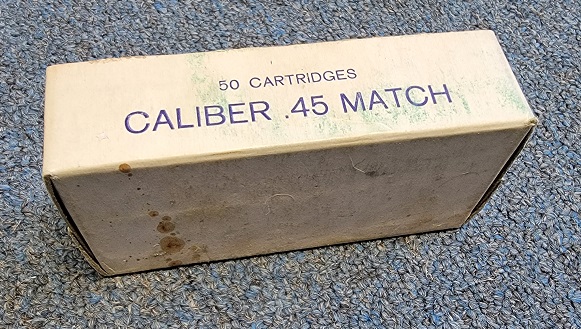 50 CARTRIDGES
CALIBER .45 MATCH